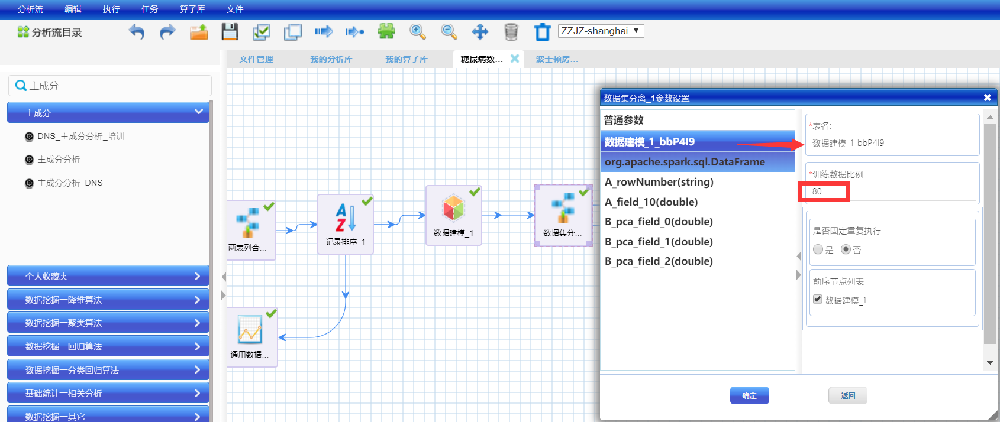 分析流 编辑 执行 任务 算子库 文件
分析流目录
ZZJZ-shanghai
文件管理 我的分析库 我的算子库 糖尿病数... 波士顿房...
主成分
主成分
DNS_主成分分析_培训
主成分分析
主成分分析_DNS
个人收藏夹
数据挖掘—降维算法
数据挖掘—聚类算法
数据挖掘—回归算法
数据挖掘—分类回归算法
基础统计—相关分析
数据挖掘—其它
两表列合...
A
Z
记录排序_1
数据建模_1
数据集分...
通用数据...
数据集分离_1参数设置
普通参数
数据建模_1_bbP4I9
org.apache.spark.sql.DataFrame
A_rowNumber(string)
A_field_10(double)
B_pca_field_0(double)
B_pca_field_1(double)
B_pca_field_2(double)
*表名:
数据建模_1_bbP4I9
*训练数据比例:
80
是否固定重复执行:
是 否
前序节点列表:
数据建模_1
确定 返回